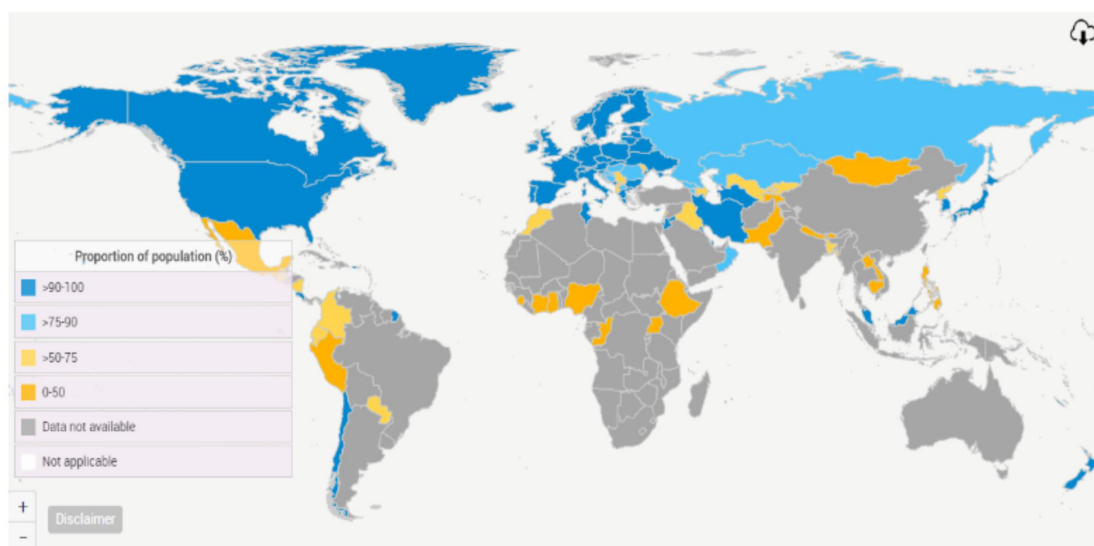 Proportion of population (%)
>90-100
>75-90
>50-75
0-50
Data not available
Not applicable
+
Disclaimer
−